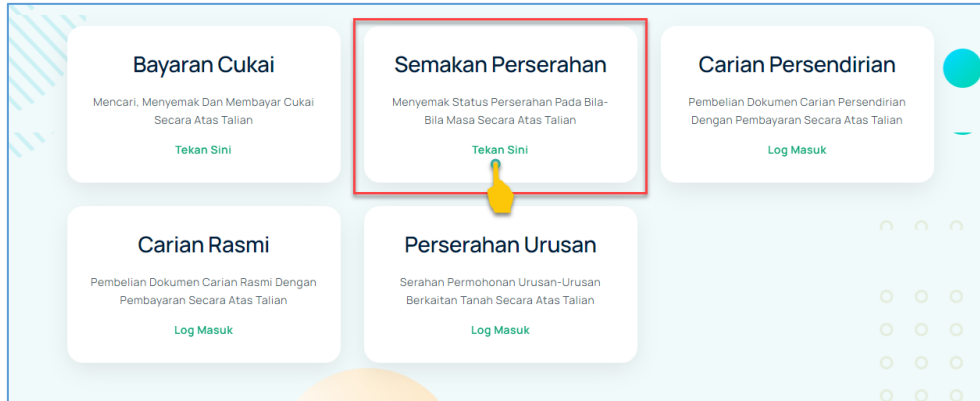 Bayaran Cukai
Mencari, Menyemak Dan Membayar Cukai
Secara Atas Talian
Tekan Sini
Semakan Perserahan
Menyemak Status Perserahan Pada Bila-
Bila Masa Secara Atas Talian
Tekan Sini
Carian Persendirian
Pembelian Dokumen Carian Persendirian
Dengan Pembayaran Secara Atas Talian
Log Masuk
Carian Rasmi
Pembelian Dokumen Carian Rasmi Dengan
Pembayaran Secara Atas Talian
Log Masuk
Perserahan Urusan
Serahan Permohonan Urusan-Urusan
Berkaitan Tanah Secara Atas Talian
Log Masuk